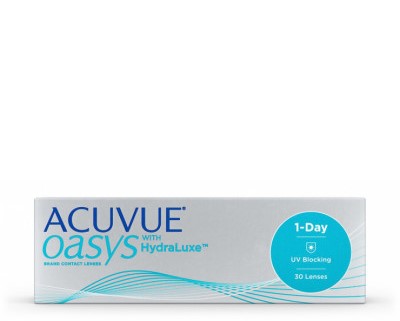 ACUVUE®
oasys WITH HydraLuxe™
BRAND CONTACT LENSES
1-Day
UV Blocking
30 Lenses